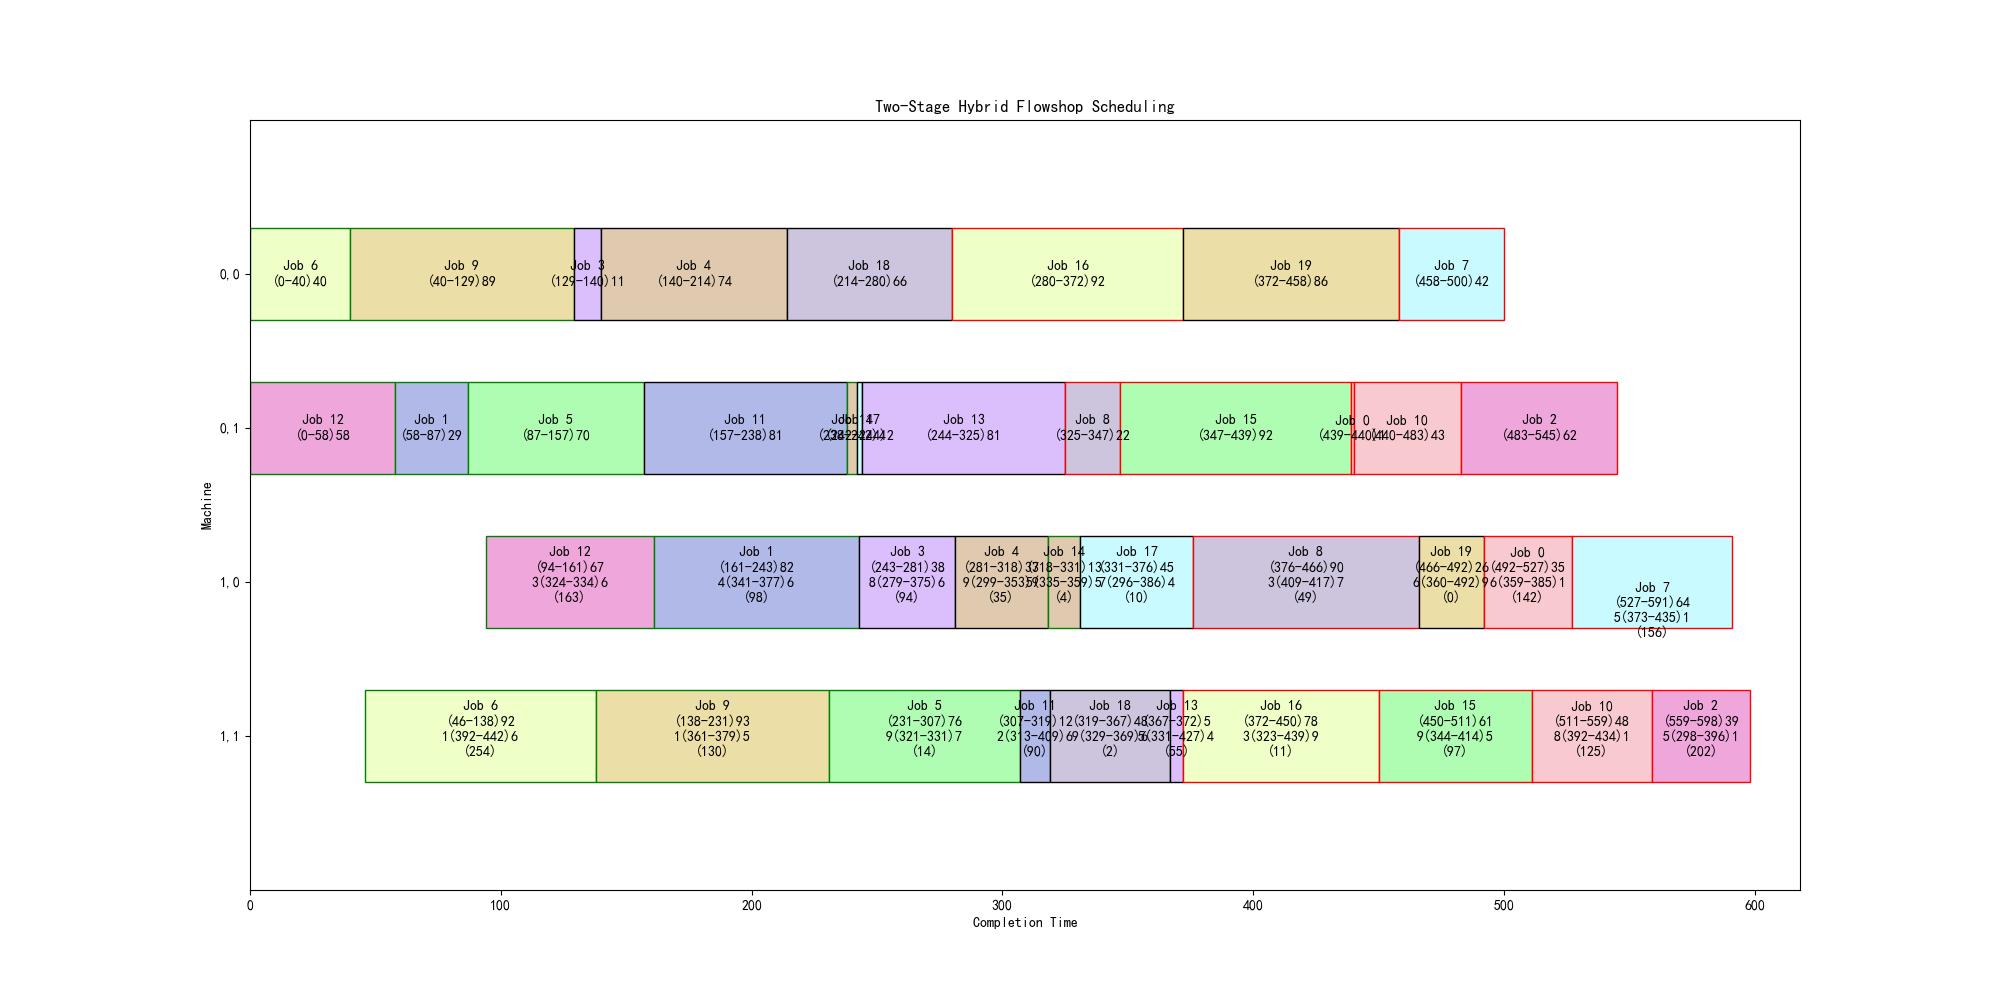 Two-Stage Hybrid Flowshop Scheduling
0,0
Job 6
(0-40)40
Job 9
(40-129)89
Job 3
(129-140)11
Job 4
(140-214)74
Job 18
(214-280)66
Job 16
(280-372)92
Job 19
(372-458)86
Job 7
(458-500)42
0,1
Job 12
(0-58)58
Job 1
(58-87)29
Job 5
(87-157)70
Job 11
(157-238)81
Job 13
(244-325)81
Job 8
(325-347)22
Job 15
(347-439)92
Job 0
(439-440)1
Job 10
(440-483)43
Job 2
(483-545)62
Machine
1,0
Job 12
(94-161)67
3(324-334)6
(163)
Job 1
(161-243)82
4(341-377)6
(98)
Job 3
(243-281)38
8(279-375)6
(94)
Job 4
(281-318)37
9(299-353)9
(35)
Job 14
(318-331)13
(4)
Job 17
(331-376)45
7(296-386)4
(10)
Job 8
(376-466)90
3(409-417)7
(49)
Job 19
(466-492)26
6(360-492)9
(0)
Job 0
(492-527)35
6(359-385)1
(142)
Job 7
(527-591)64
5(373-435)1
(156)
1,1
Job 6
(46-138)92
1(392-442)6
(254)
Job 9
(138-231)93
1(361-379)5
(130)
Job 5
(231-307)76
9(321-331)7
(14)
Job 11
(307-319)12
2(313-409)6
(90)
Job 18
(319-367)48
9(329-369)6
(2)
Job 13
(367-372)5
(331-427)4
(55)
Job 16
(372-450)78
3(323-439)9
(11)
Job 15
(450-511)61
9(344-414)5
(97)
Job 10
(511-559)48
8(392-434)1
(125)
Job 2
(559-598)39
5(298-396)1
(202)
0 100 200 300 400 500 600
Completion Time